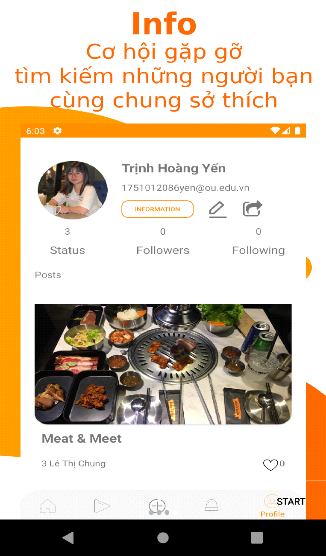 Info
Cơ hội gặp gỡ
tìm kiếm những người bạn
cùng chung sở thích
6:03
Trịnh Hoàng Yến
1751012086yen@ou.edu.vn
INFORMATION
3 0 0
Status Followers Following
Posts
Meat & Meet
3 Lê Thị Chung 0
START
Profile